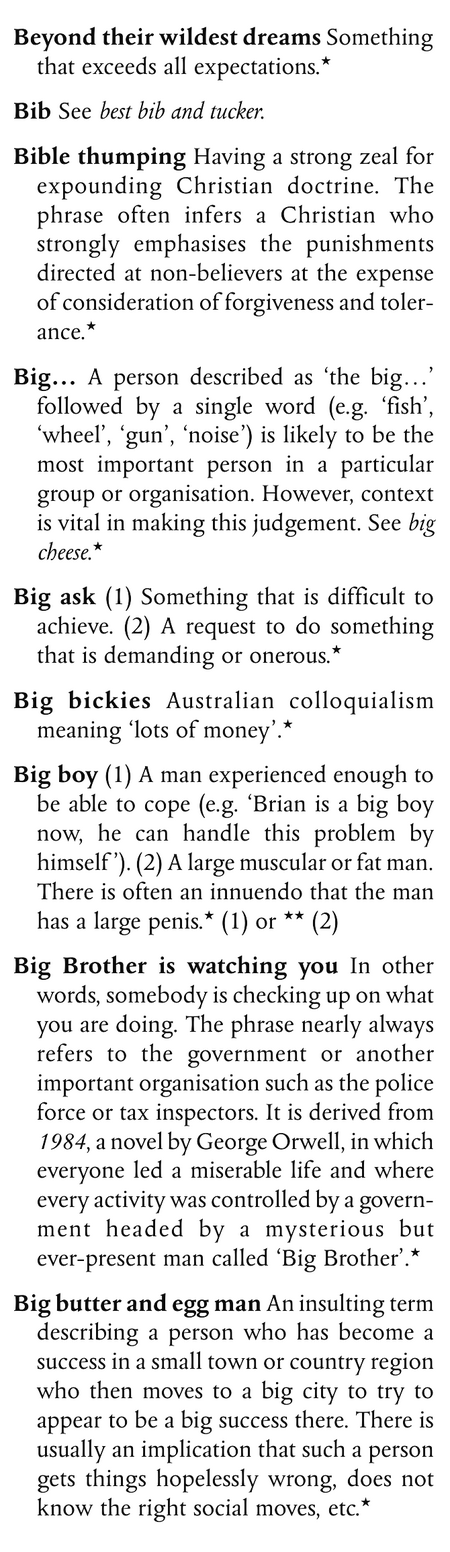 Beyond their wildest dreams Something
that exceeds all expectations.★
Bib See best bib and tucker.
Bible thumping Having a strong zeal for
expounding Christian doctrine. The
phrase often infers a Christian who
strongly emphasises the punishments
directed at non-believers at the expense
of consideration of forgiveness and toler-
ance.★
Big… A person described as ‘the big…’
followed by a single word (e.g. ‘fish’,
‘wheel’, ‘gun’, ‘noise’) is likely to be the
most important person in a particular
group or organisation. However, context
is vital in making this judgement. See big
cheese.★
Big ask (1) Something that is difficult to
achieve. (2) A request to do something
that is demanding or onerous.★
Big bickies Australian colloquialism
meaning ‘lots of money’.★
Big boy (1) A man experienced enough to
be able to cope (e.g. ‘Brian is a big boy
now, he can handle this problem by
himself’). (2) A large muscular or fat man.
There is often an innuendo that the man
has a large penis.★ (1) or ★★ (2)
Big Brother is watching you In other
words, somebody is checking up on what
you are doing. The phrase nearly always
refers to the government or another
important organisation such as the police
force or tax inspectors. It is derived from
1984, a novel by George Orwell, in which
everyone led a miserable life and where
every activity was controlled by a govern-
ment headed by a mysterious but
ever-present man called ‘Big Brother’.★
Big butter and egg man An insulting term
describing a person who has become a
success in a small town or country region
who then moves to a big city to try to
appear to be a big success there. There is
usually an implication that such a person
gets things hopelessly wrong, does not
know the right social moves, etc.★